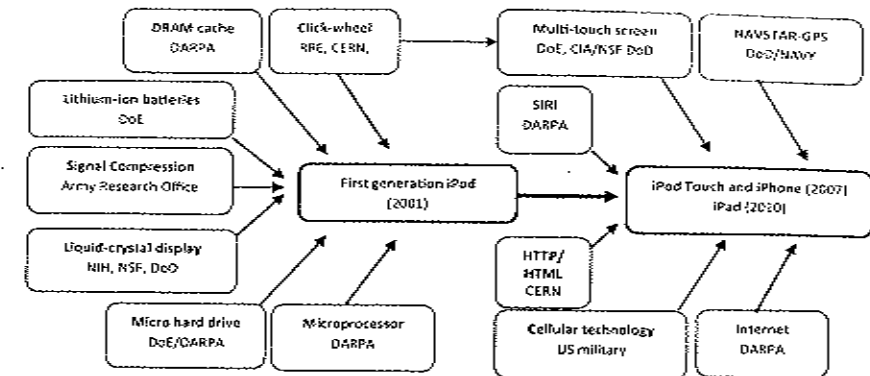 DRAM cache
DARPA
Click-wheel
RRE, CERN,
Multi-touch screen
DoE, CIA/NSF DoD
NAVSTAR-GPS
DoD/NAVY
Lithium-ion batteries
DoE
SIRI
DARPA
Signal Compression
Army Research Office
First generation iPod
(2001)
iPod Touch and iPhone (2007)
iPad (2010)
Liquid-crystal display
NIH, NSF, DoD
HTTP/
HTML
CERN
Micro hard drive
DoE/DARPA
Microprocessor
DARPA
Cellular technology
US military
Internet
DARPA